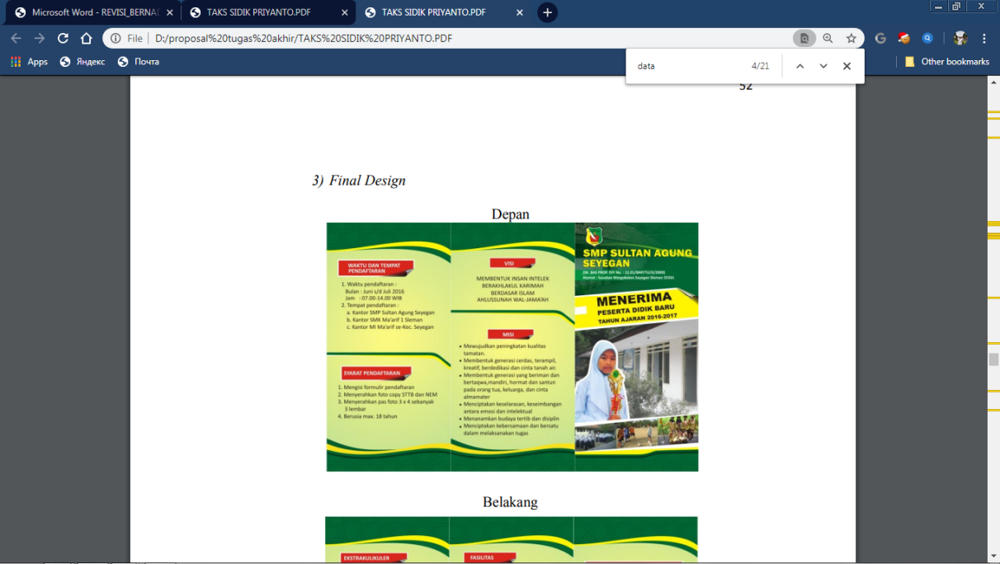 Microsoft Word - REVISI_BERNAD
TAKS SIDIK PRIYANTO.PDF
TAKS SIDIK PRIYANTO.PDF
File
D:/proposal%20tugas%20akhir/TAKS%20SIDIK%20PRIYANTO.PDF
Apps
Яндекс
Почта
data
4/21
Other bookmarks
52
3) Final Design
Depan
WAKTU DAN TEMPAT
PENDAFTARAN
1. Waktu pendaftaran :
Bulan : Juni s/d Juli 2016
Jam : 07.00-14.00 WIB
2. Tempat pendaftaran :
a. Kantor SMP Sultan Agung Seyegan
b. Kantor SMK Ma'arif 1 Sleman
c. Kantor MI Ma'arif se-Kec. Seyegan
SYARAT PENDAFTARAN
1. Mengisi formulir pendaftaran
2. Menyerahkan foto copy STTB dan NEM
3. Menyerahkan pas foto 3 x 4 sebanyak
3 lembar
4. Berusia max. 18 tahun
VISI
MEMBENTUK INSAN INTELEK
BERAKHLAKUL KARIMAH
BERDASAR ISLAM
AHLUSSUNAH WAL-JAMA'AH
MISI
• Mewujudkan peningkatan kualitas
tamatan.
• Membentuk generasi cerdas, terampil,
kreatif, berdedikasi dan cinta tanah air.
• Membentuk generasi yang beriman dan
bertaqwa,mandiri, hormat dan santun
pada orang tua, keluarga, dan cinta
almamater
• Menciptakan keselarasan, keseimbangan
antara emosi dan intelektual
• Menanamkan budaya tertib dan disiplin
• Menciptakan kebersamaan dan bersatu
dalam melaksanakan tugas
SMP SULTAN AGUNG
SEYEGAN
MENERIMA
PESERTA DIDIK BARU
TAHUN AJARAN 2016-2017
Belakang
EKSTRAKULIKULER
FASILITAS